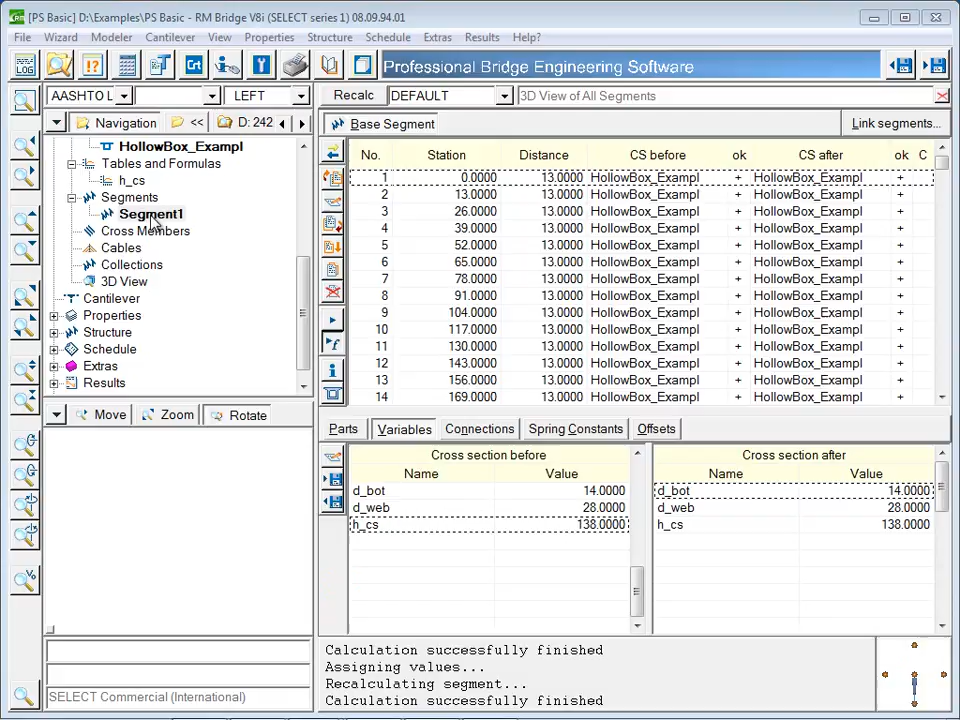 [PS Basic] D:\Examples\PS Basic - RM Bridge V8i (SELECT series 1) 08.09.94.01
File Wizard Modeler Cantilever View Properties Structure Schedule Extras Results Help?
LOG Crt Professional Bridge Engineering Software
AASHTO L LEFT Recalc DEFAULT 3D View of All Segments
Navigation << D: 242 Base Segment Link segments...
HollowBox_Exampl
Tables and Formulas
h_cs
Segments
Segment1
Cross Members
Cables
Collections
3D View
Cantilever
Properties
Structure
Schedule
Extras
Results
No. Station Distance CS before ok CS after ok C
1 0.0000 13.0000 HollowBox_Exampl + HollowBox_Exampl +
2 13.0000 13.0000 HollowBox_Exampl + HollowBox_Exampl +
3 26.0000 13.0000 HollowBox_Exampl + HollowBox_Exampl +
4 39.0000 13.0000 HollowBox_Exampl + HollowBox_Exampl +
5 52.0000 13.0000 HollowBox_Exampl + HollowBox_Exampl +
6 65.0000 13.0000 HollowBox_Exampl + HollowBox_Exampl +
7 78.0000 13.0000 HollowBox_Exampl + HollowBox_Exampl +
8 91.0000 13.0000 HollowBox_Exampl + HollowBox_Exampl +
9 104.0000 13.0000 HollowBox_Exampl + HollowBox_Exampl +
10 117.0000 13.0000 HollowBox_Exampl + HollowBox_Exampl +
11 130.0000 13.0000 HollowBox_Exampl + HollowBox_Exampl +
12 143.0000 13.0000 HollowBox_Exampl + HollowBox_Exampl +
13 156.0000 13.0000 HollowBox_Exampl + HollowBox_Exampl +
14 169.0000 13.0000 HollowBox_Exampl + HollowBox_Exampl +
Move Zoom Rotate
Parts Variables Connections Spring Constants Offsets
Cross section before
Name Value
d_bot 14.0000
d_web 28.0000
h_cs 138.0000
Cross section after
Name Value
d_bot 14.0000
d_web 28.0000
h_cs 138.0000
Calculation successfully finished
Assigning values...
Recalculating segment...
Calculation successfully finished
SELECT Commercial (International)